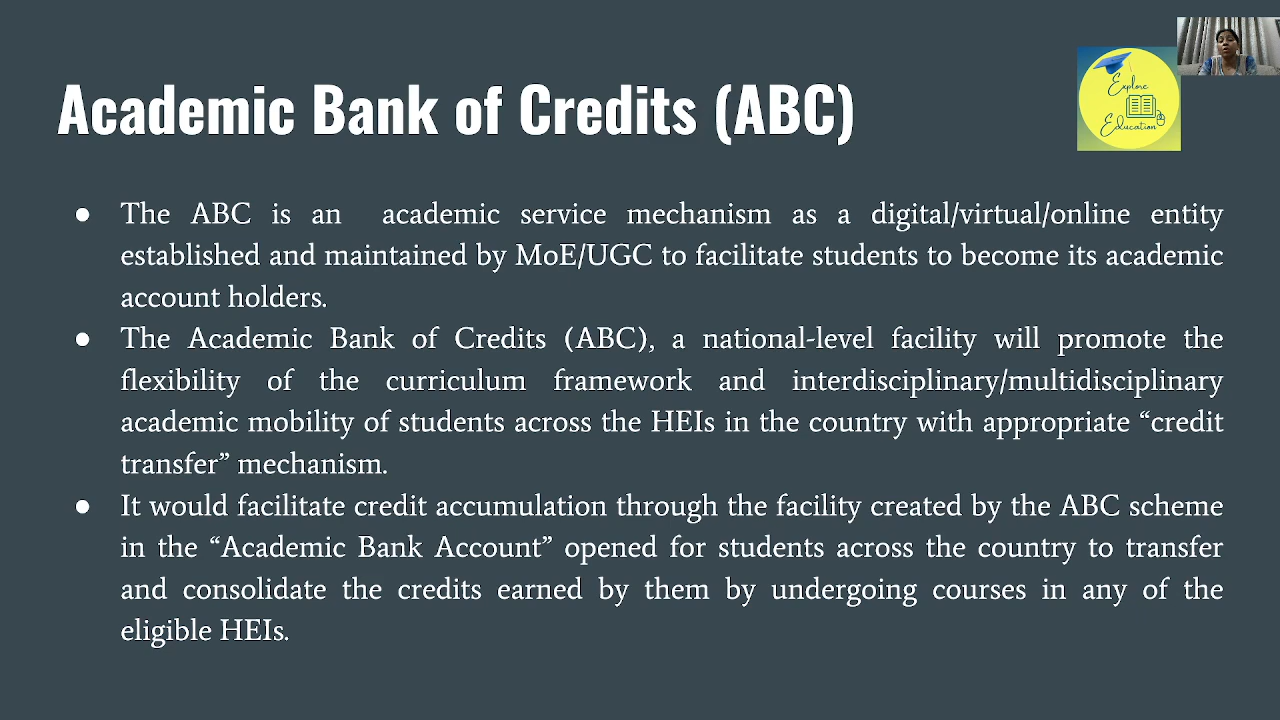 Academic Bank of Credits (ABC)
Explore
Education
● The ABC is an academic service mechanism as a digital/virtual/online entity
established and maintained by MoE/UGC to facilitate students to become its academic
account holders.
● The Academic Bank of Credits (ABC), a national-level facility will promote the
flexibility of the curriculum framework and interdisciplinary/multidisciplinary
academic mobility of students across the HEIs in the country with appropriate “credit
transfer” mechanism.
● It would facilitate credit accumulation through the facility created by the ABC scheme
in the “Academic Bank Account” opened for students across the country to transfer
and consolidate the credits earned by them by undergoing courses in any of the
eligible HEIs.